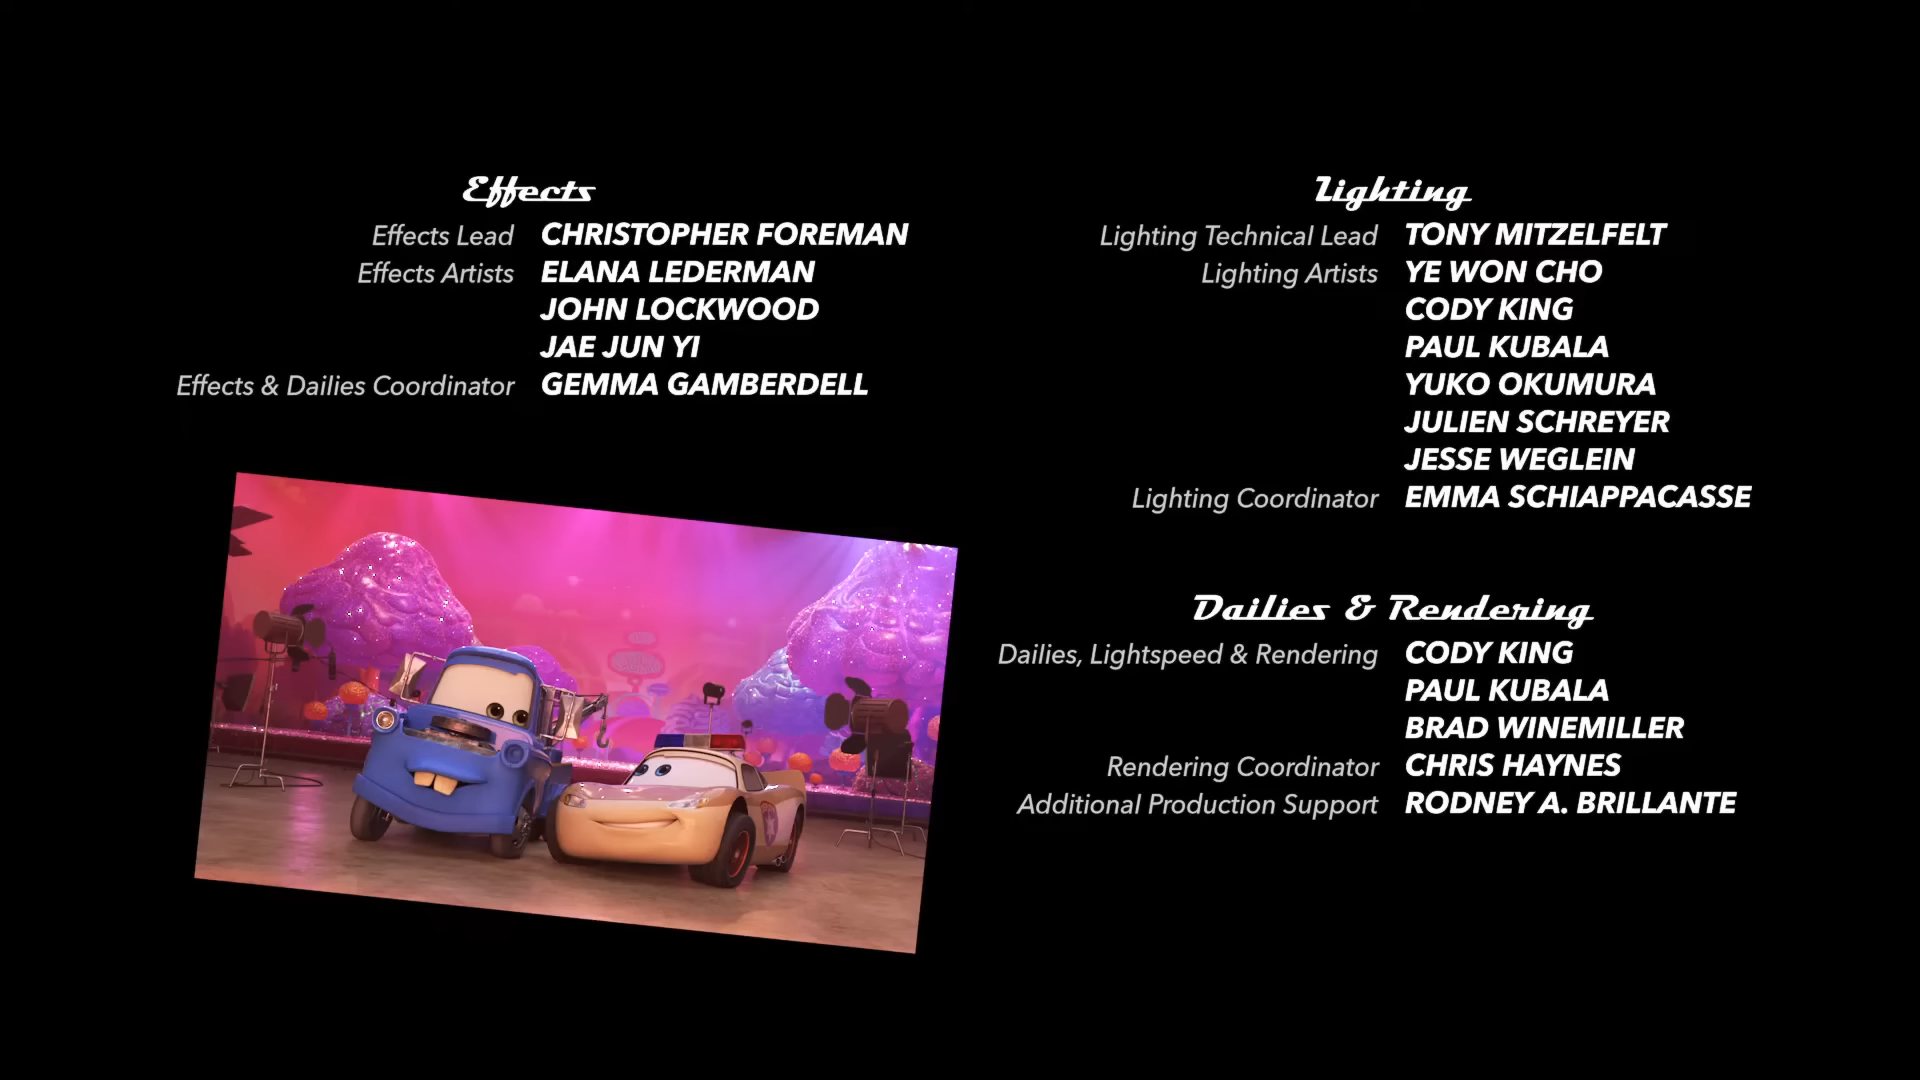 Effects
Effects Lead CHRISTOPHER FOREMAN
Effects Artists ELANA LEDERMAN
JOHN LOCKWOOD
JAE JUN YI
Effects & Dailies Coordinator GEMMA GAMBERDELL
Lighting
Lighting Technical Lead TONY MITZELFELT
Lighting Artists YE WON CHO
CODY KING
PAUL KUBALA
YUKO OKUMURA
JULIEN SCHREYER
JESSE WEGLEIN
Lighting Coordinator EMMA SCHIAPPACASSE
Dailies & Rendering
Dailies, Lightspeed & Rendering CODY KING
PAUL KUBALA
BRAD WINEMILLER
Rendering Coordinator CHRIS HAYNES
Additional Production Support RODNEY A. BRILLANTE